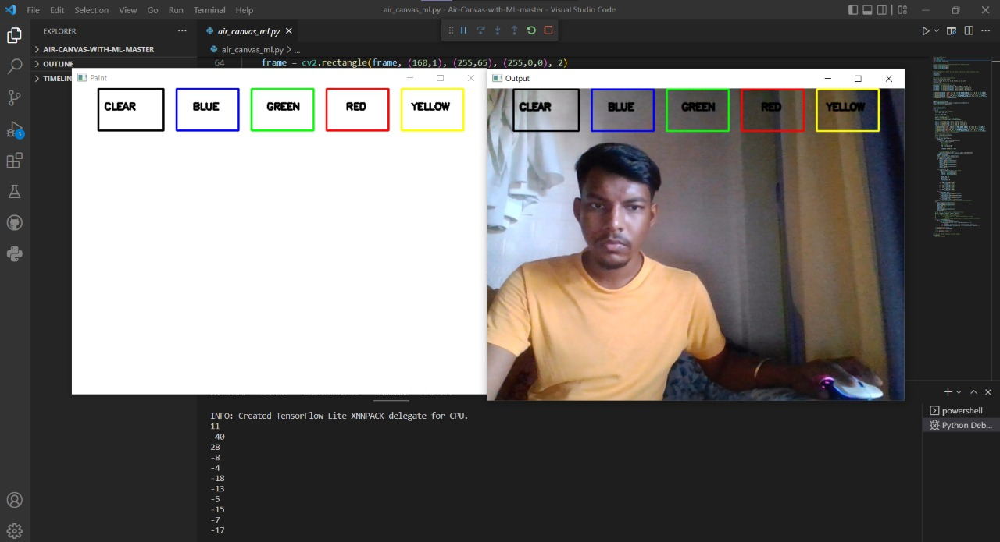 File Edit Selection View Go Run Terminal Help
air_canvas_ml.py - Air-Canvas-with-ML-master - Visual Studio Code
EXPLORER
AIR-CANVAS-WITH-ML-MASTER
OUTLINE
TIMELIN
1
air_canvas_ml.py
air_canvas_ml.py > ...
64 frame = cv2.rectangle(frame, (160,1), (255,65), (255,0,0), 2)
Paint
CLEAR BLUE GREEN RED YELLOW
Output
CLEAR BLUE GREEN RED YELLOW
INFO: Created TensorFlow Lite XNNPACK delegate for CPU.
11
-40
28
-8
-4
-18
-13
-5
-15
-7
-17
powershell
Python Deb...